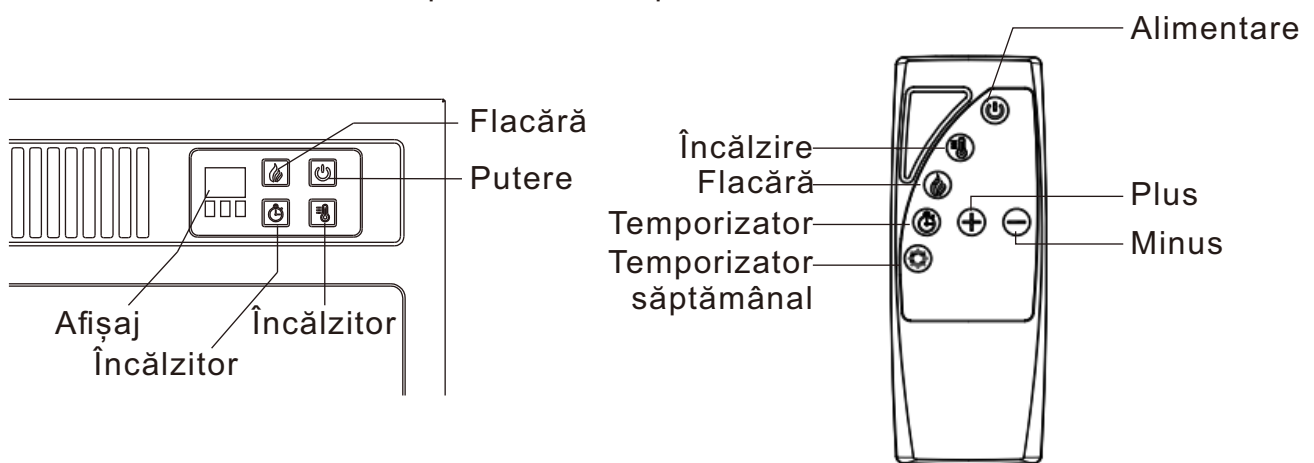 Flacără
Putere
Afișaj
Încălzitor
Încălzitor
Alimentare
Încălzire
Flacără
Temporizator
Temporizator
săptămânal
Plus
Minus